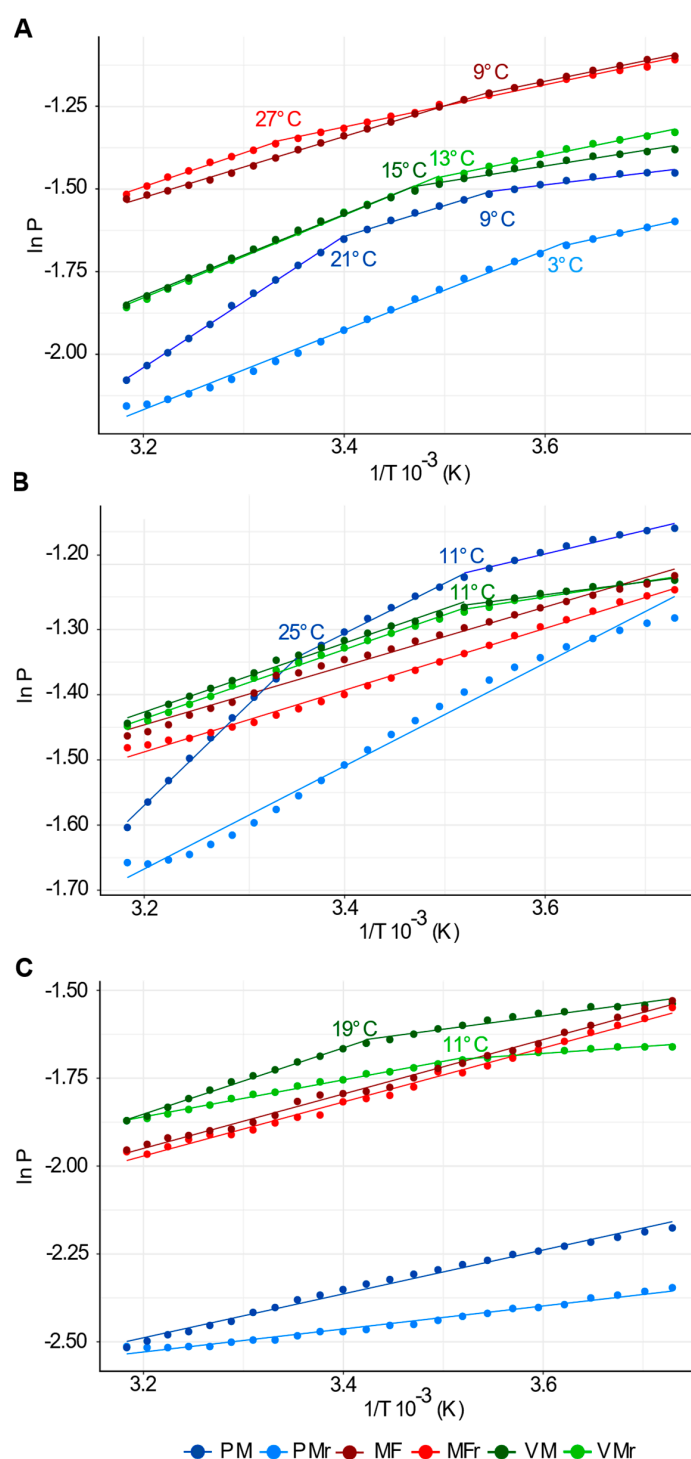 A
9°C
-1.25
27°C
13°C
15°C
-1.50
ln P
9°C
21°C
-1.75
3°C
-2.00
3.2
3.4
3.6
1/T 10⁻³ (K)
B
-1.20
11°C
11°C
-1.30
25°C
ln P
-1.40
-1.50
-1.60
-1.70
3.2
3.4
3.6
1/T 10⁻³ (K)
C
-1.50
19°C
11°C
-1.75
ln P
-2.00
-2.25
-2.50
3.2
3.4
3.6
1/T 10⁻³ (K)
PM PMr MF MFr VM VMr